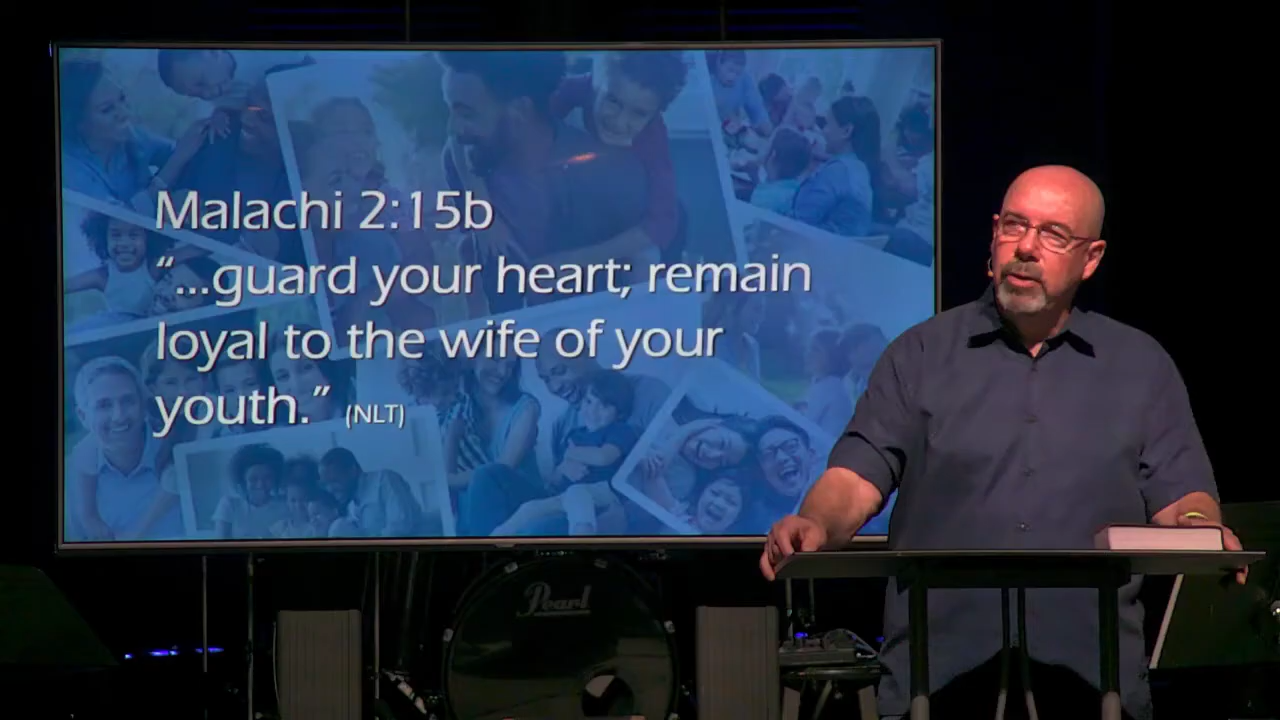 Malachi 2:15b
“...guard your heart; remain
loyal to the wife of your
youth.” (NLT)
Pearl